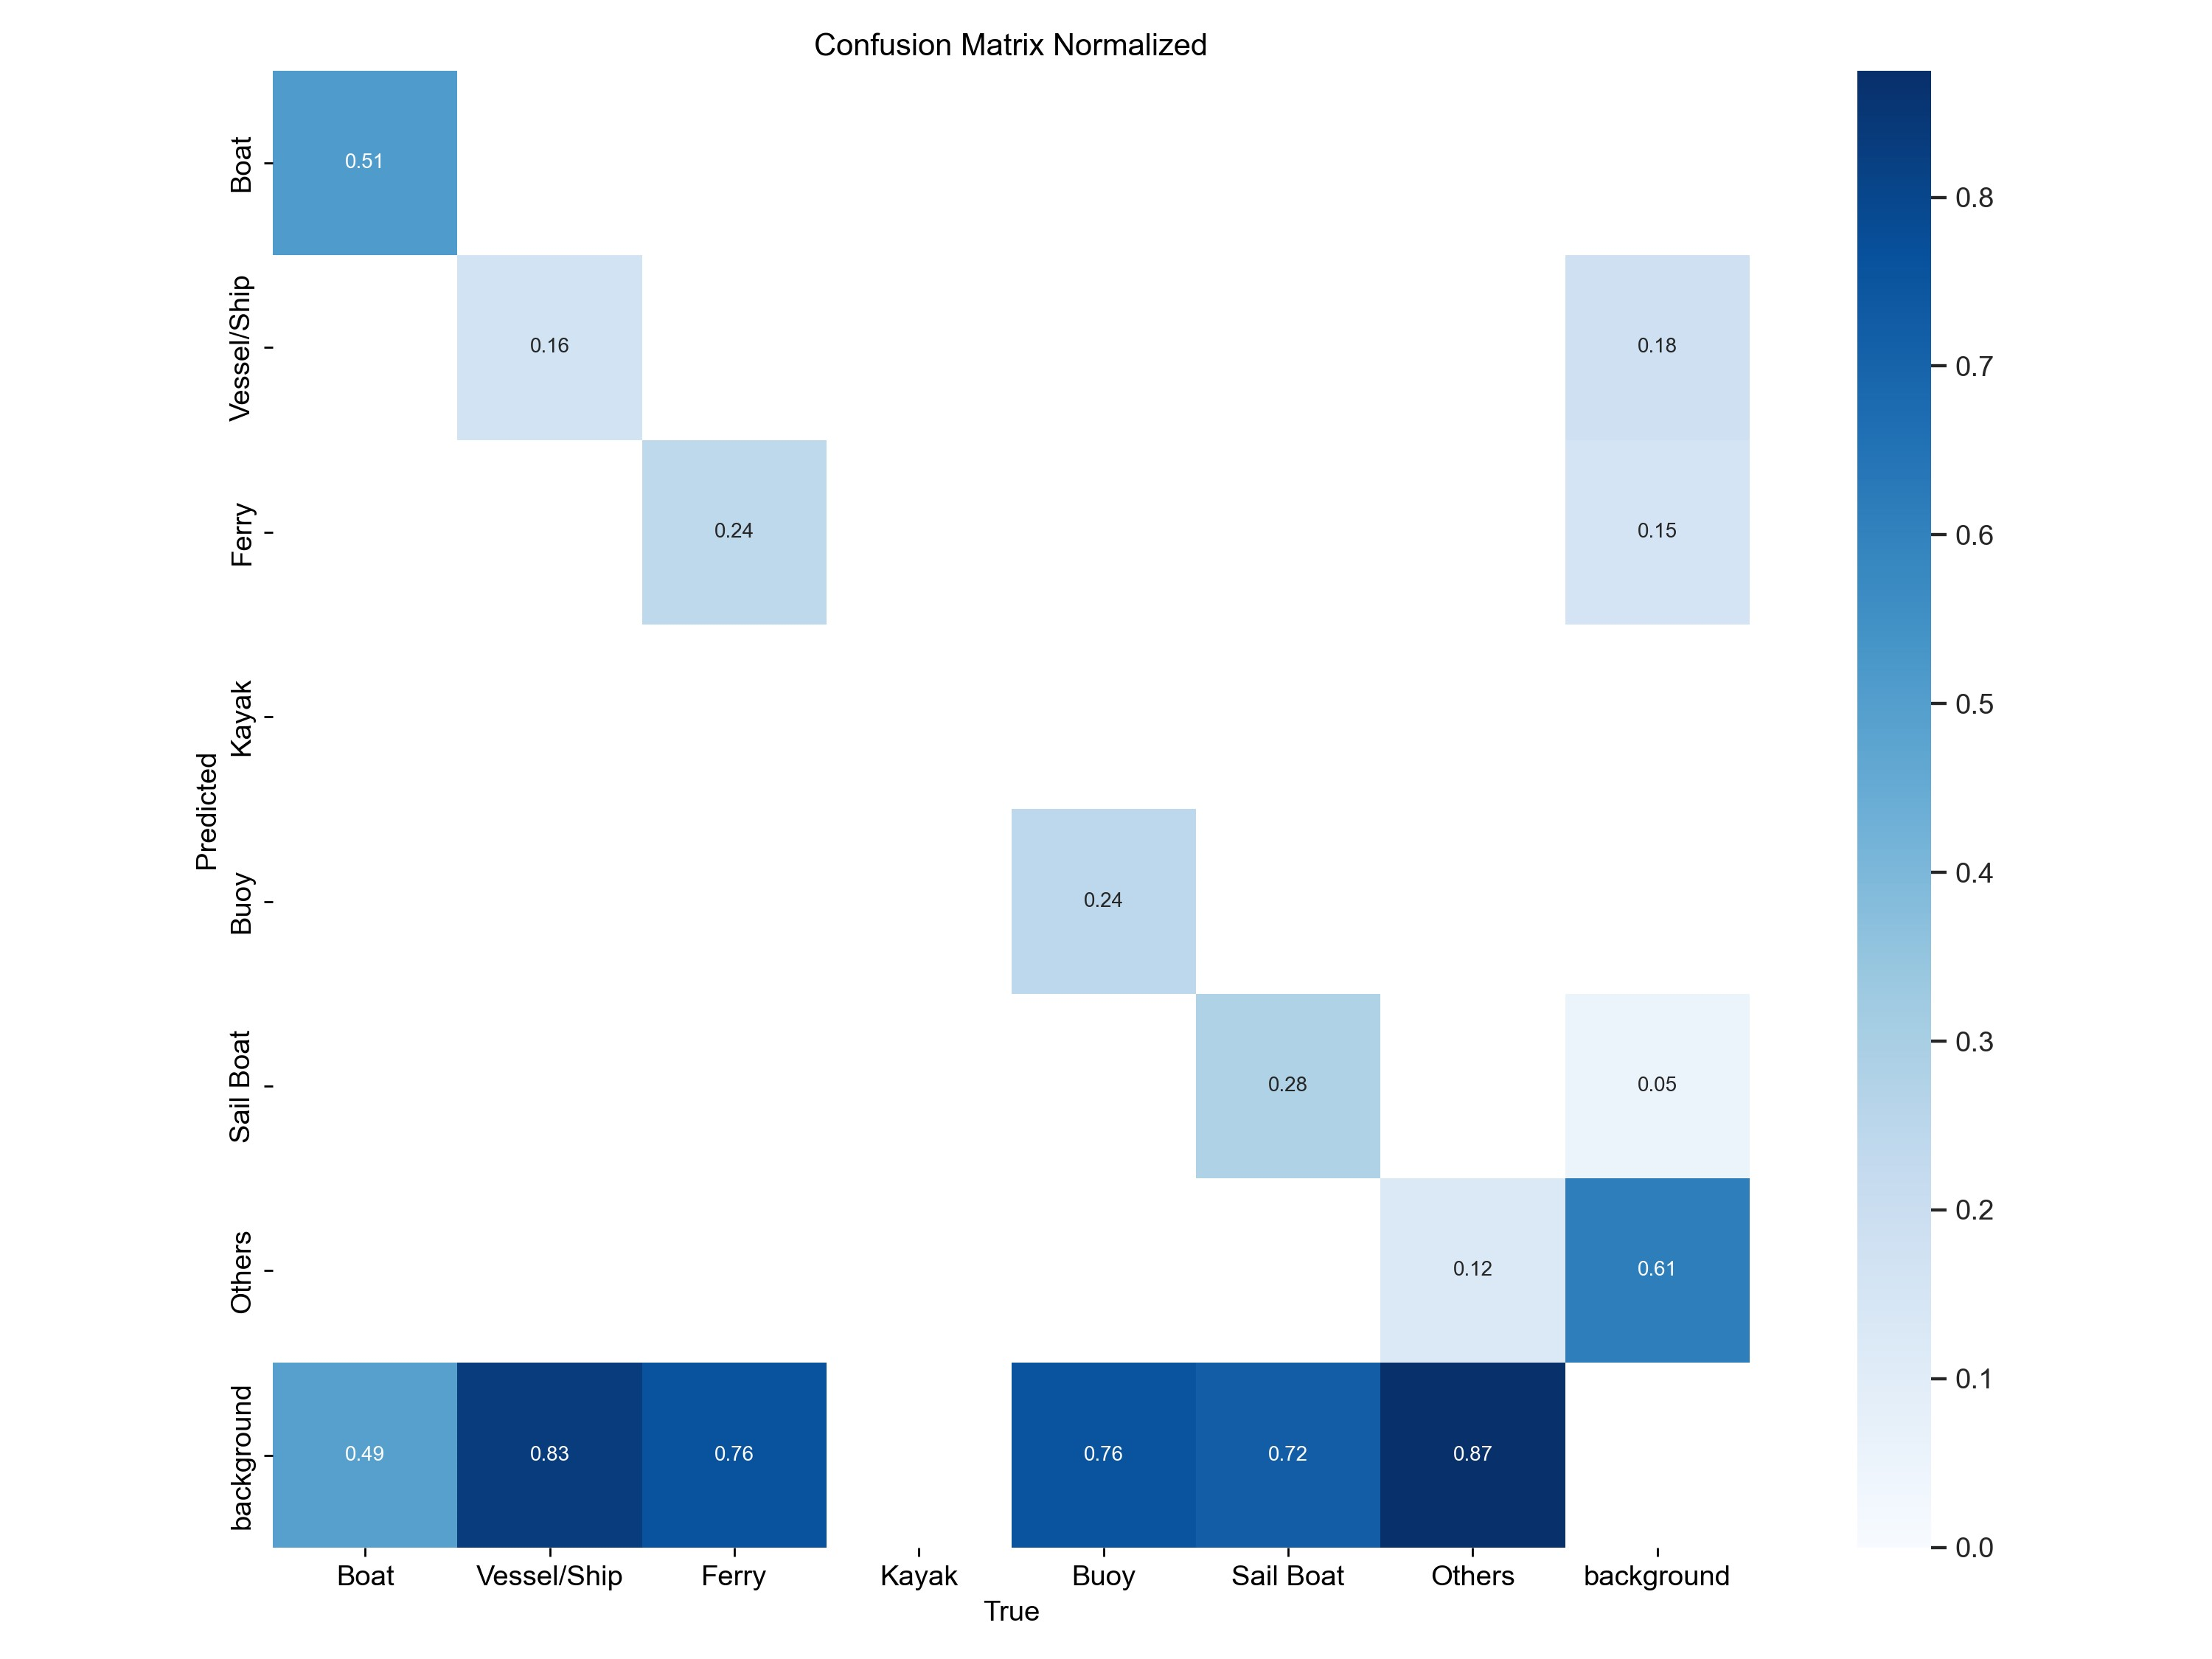 Confusion Matrix Normalized
Predicted
Boat
0.51
Vessel/Ship
0.16 0.18
Ferry
0.24 0.15
Kayak
Buoy
0.24
Sail Boat
0.28 0.05
Others
0.12 0.61
background
0.49 0.83 0.76 0.76 0.72 0.87
Boat Vessel/Ship Ferry Kayak Buoy Sail Boat Others background
True
0.8
0.7
0.6
0.5
0.4
0.3
0.2
0.1
0.0